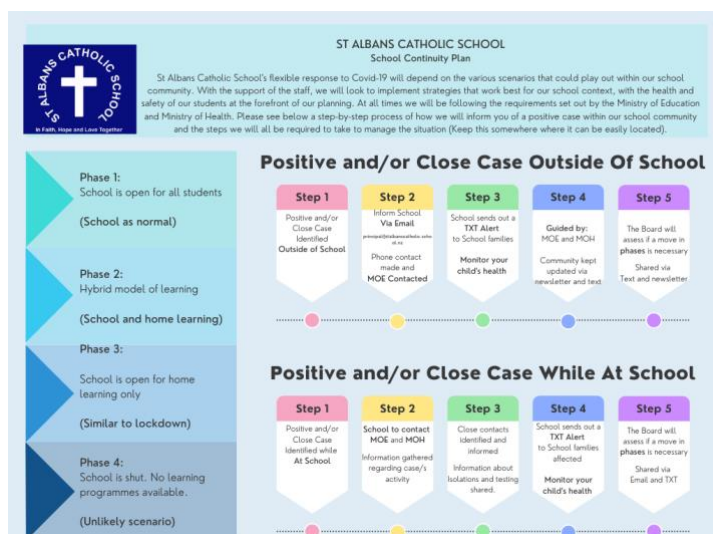 ST ALBANS CATHOLIC SCHOOL
School Continuity Plan
ST ALBANS CATHOLIC SCHOOL
In Faith, Hope and Love Together
St Albans Catholic School's flexible response to Covid-19 will depend on the various scenarios that could play out within our school
community. With the support of the staff, we will look to implement strategies that work best for our school context, with the health and
safety of our students at the forefront of our planning. At all times we will be following the requirements set out by the Ministry of Education
and Ministry of Health. Please see below a step-by-step process of how we will inform you of a positive case within our school community
and the steps we will all be required to take to manage the situation (Keep this somewhere where it can be easily located).
Phase 1:
School is open for all students
(School as normal)
Phase 2:
Hybrid model of learning
(School and home learning)
Phase 3:
School is open for home
learning only
(Similar to lockdown)
Phase 4:
School is shut. No learning
programmes available.
(Unlikely scenario)
Positive and/or Close Case Outside Of School
Step 1
Positive and/or
Close Case
Identified
Outside of School
Step 2
Inform School
Via Email
principal@stalbanscatholic.scho
ol.nz
Phone contact
made and
MOE Contacted
Step 3
School sends out a
TXT Alert
to School families
Monitor your
child's health
Step 4
Guided by:
MOE and MOH
Community kept
updated via
newsletter and text
Step 5
The Board will
assess if a move in
phases is necessary
Shared via
Text and newsletter
Positive and/or Close Case While At School
Step 1
Positive and/or
Close Case
Identified while
At School
Step 2
School to contact
MOE and MOH
Information gathered
regarding case/s
activity
Step 3
Close contacts
identified and
informed
Information about
Isolations and testing
shared.
Step 4
School sends out a
TXT Alert
to School families
affected
Monitor your
child's health
Step 5
The Board will
assess if a move in
phases is necessary
Shared via
Email and TXT